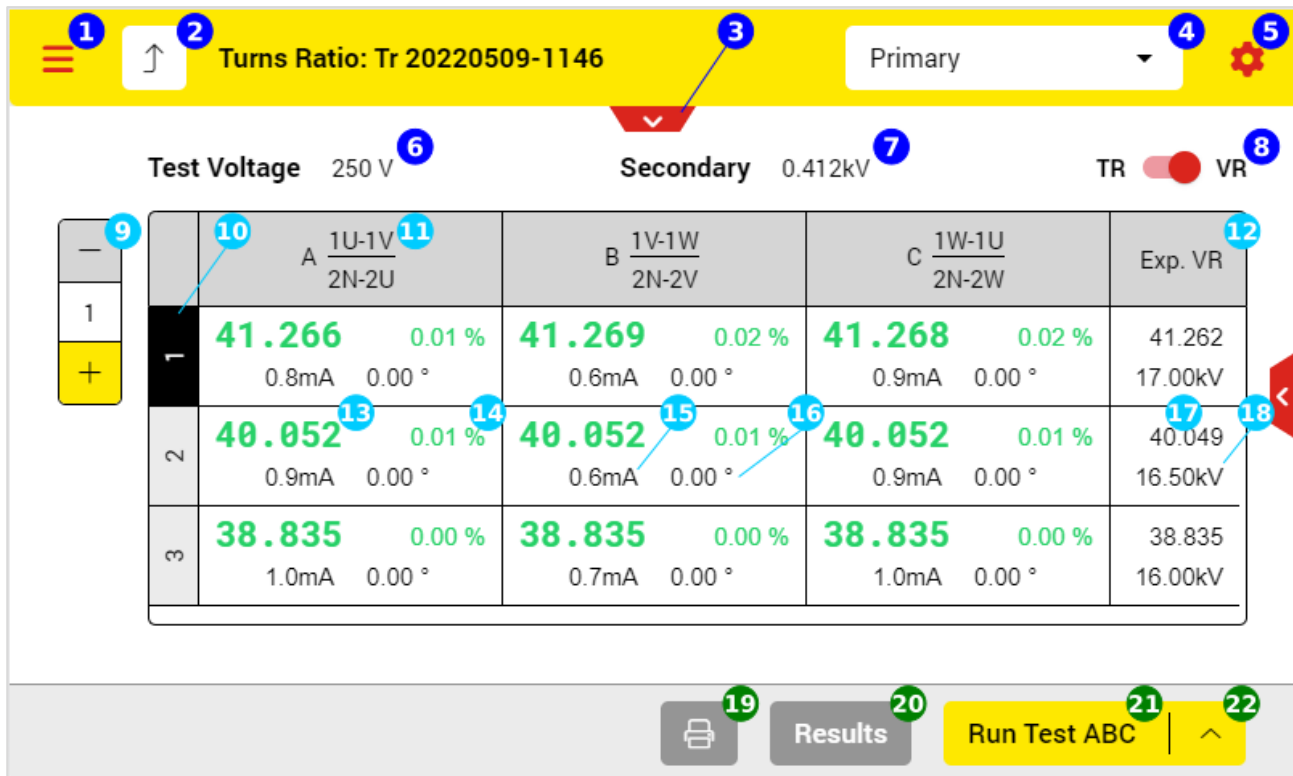 1 2 3 4 5
Turns Ratio: Tr 20220509-1146 Primary
6 7 8
Test Voltage 250 V Secondary 0.412kV TR VR
9 10 11 12
A 1U-1V B 1V-1W C 1W-1U Exp. VR
2N-2U 2N-2V 2N-2W
− 1 +
1 41.266 0.01 % 41.269 0.02 % 41.268 0.02 % 41.262
0.8mA 0.00 ° 0.6mA 0.00 ° 0.9mA 0.00 ° 17.00kV
13 14 15 16 17 18
2 40.052 0.01 % 40.052 0.01 % 40.052 0.01 % 40.049
0.9mA 0.00 ° 0.6mA 0.00 ° 0.9mA 0.00 ° 16.50kV
3 38.835 0.00 % 38.835 0.00 % 38.835 0.00 % 38.835
1.0mA 0.00 ° 0.7mA 0.00 ° 1.0mA 0.00 ° 16.00kV
19 20 21 22
Results Run Test ABC